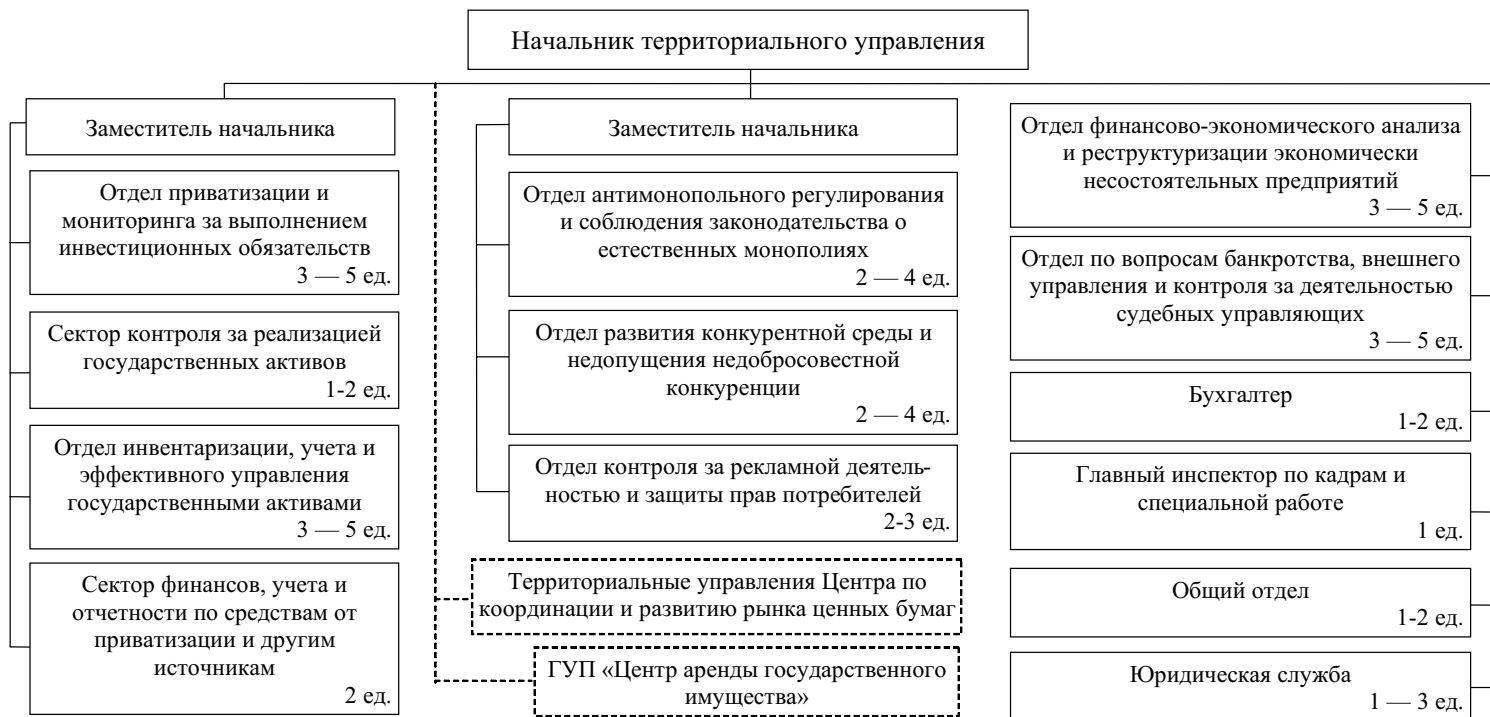 Начальник территориального управления
Заместитель начальника
Отдел приватизации и
мониторинга за выполнением
инвестиционных обязательств
3 — 5 ед.
Сектор контроля за реализацией
государственных активов
1-2 ед.
Отдел инвентаризации, учета и
эффективного управления
государственными активами
3 — 5 ед.
Сектор финансов, учета и
отчетности по средствам от
приватизации и другим
источникам
2 ед.
Заместитель начальника
Отдел антимонопольного регулирования
и соблюдения законодательства о
естественных монополиях
2 — 4 ед.
Отдел развития конкурентной среды и
недопущения недобросовестной
конкуренции
2 — 4 ед.
Отдел контроля за рекламной деятель-
ностью и защиты прав потребителей
2-3 ед.
Территориальные управления Центра по
координации и развитию рынка ценных бумаг
ГУП «Центр аренды государственного
имущества»
Отдел финансово-экономического анализа
и реструктуризации экономически
несостоятельных предприятий
3 — 5 ед.
Отдел по вопросам банкротства, внешнего
управления и контроля за деятельностью
судебных управляющих
3 — 5 ед.
Бухгалтер
1-2 ед.
Главный инспектор по кадрам и
специальной работе
1 ед.
Общий отдел
1-2 ед.
Юридическая служба
1 — 3 ед.